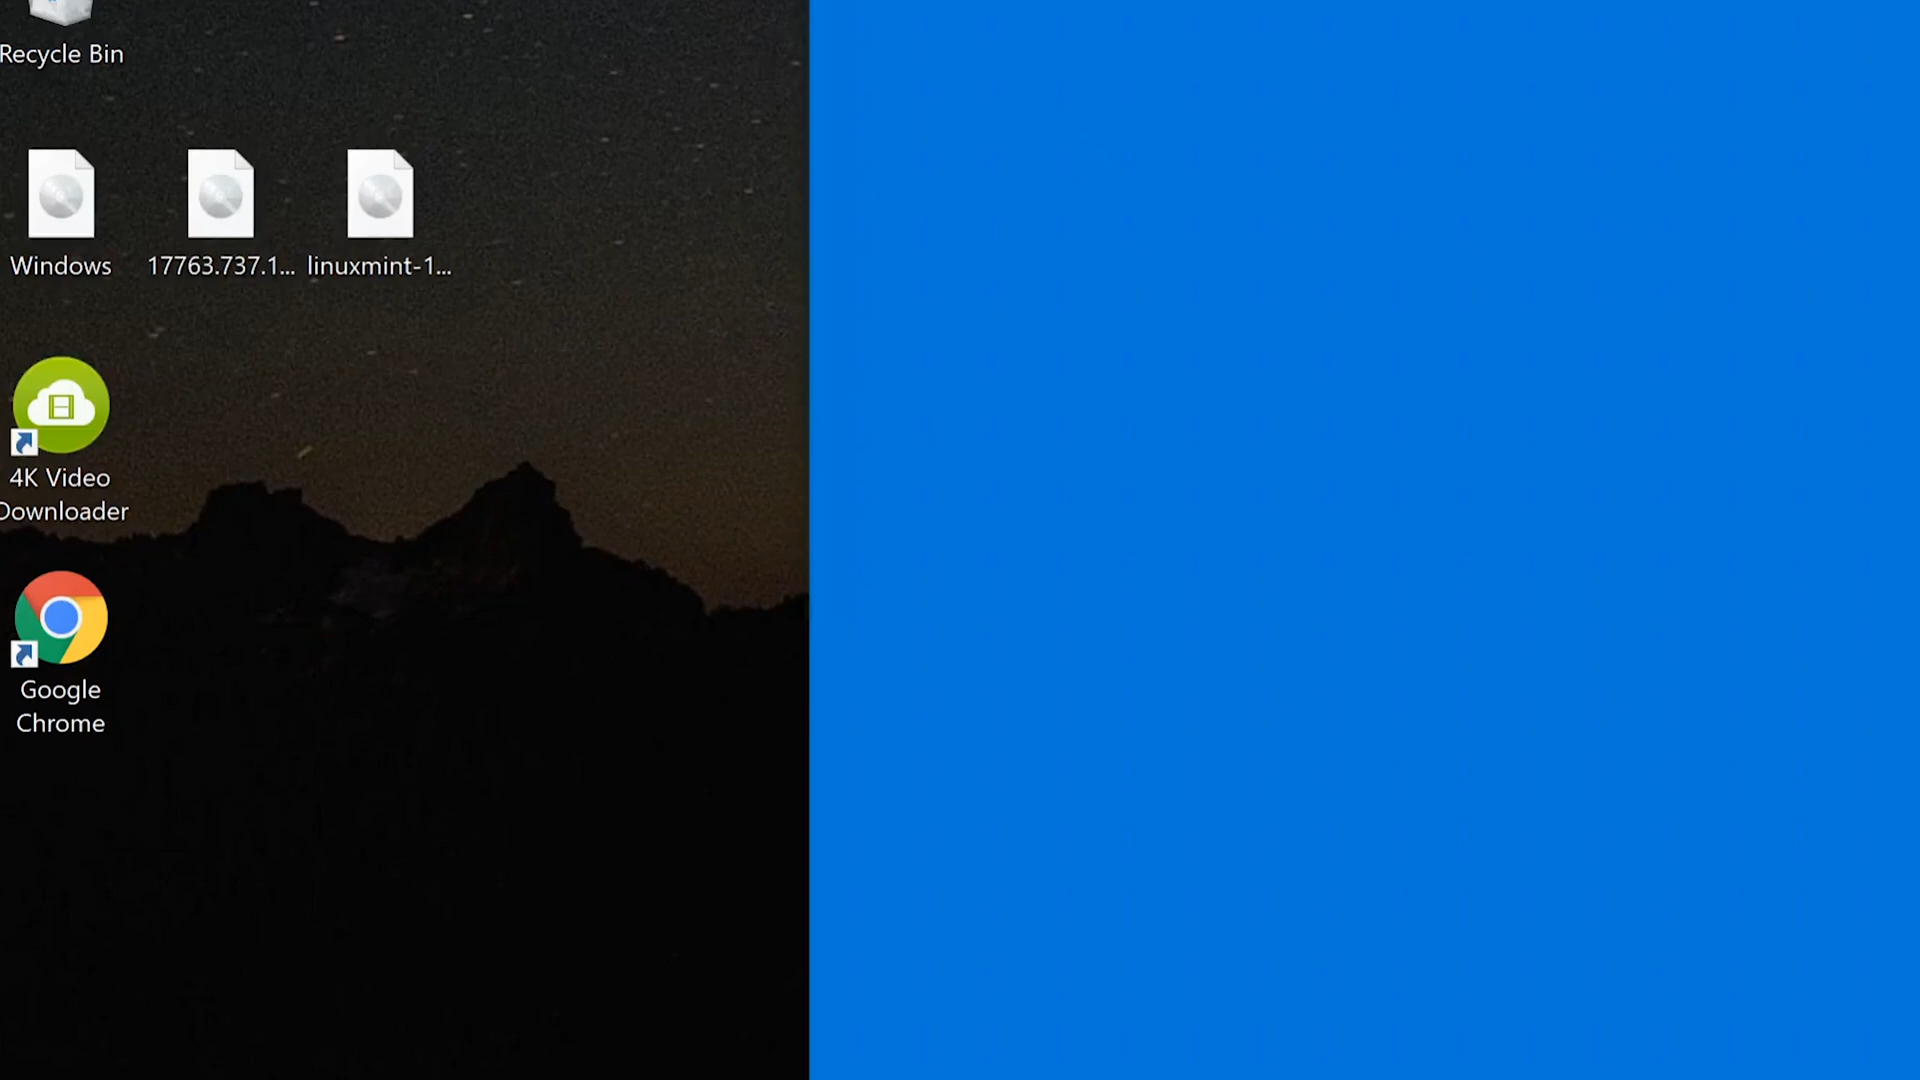 Recycle Bin
Windows
17763.737.1...
linuxmint-1...
4K Video
Downloader
Google
Chrome